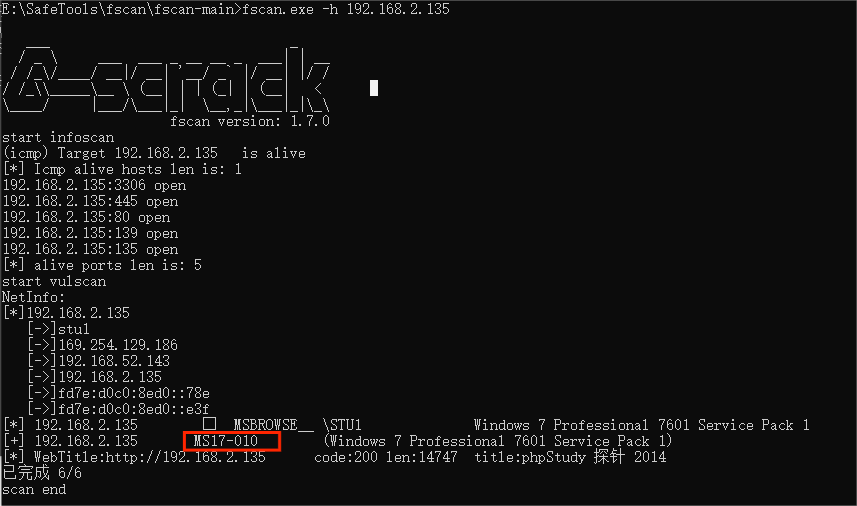 E:\SafeTools\fscan\fscan-main>fscan.exe -h 192.168.2.135
fscan version: 1.7.0
start infoscan
(icmp) Target 192.168.2.135   is alive
[*] Icmp alive hosts len is: 1
192.168.2.135:3306 open
192.168.2.135:445 open
192.168.2.135:80 open
192.168.2.135:139 open
192.168.2.135:135 open
[*] alive ports len is: 5
start vulscan
NetInfo:
[*]192.168.2.135
   [->]stu1
   [->]169.254.129.186
   [->]192.168.52.143
   [->]192.168.2.135
   [->]fd7e:d0c0:8ed0::78e
   [->]fd7e:d0c0:8ed0::e3f
[*] 192.168.2.135        □  MSBROWSE__ \STU1             Windows 7 Professional 7601 Service Pack 1
[+] 192.168.2.135       MS17-010        (Windows 7 Professional 7601 Service Pack 1)
[*] WebTitle:http://192.168.2.135      code:200 len:14747  title:phpStudy 探针 2014
已完成 6/6
scan end